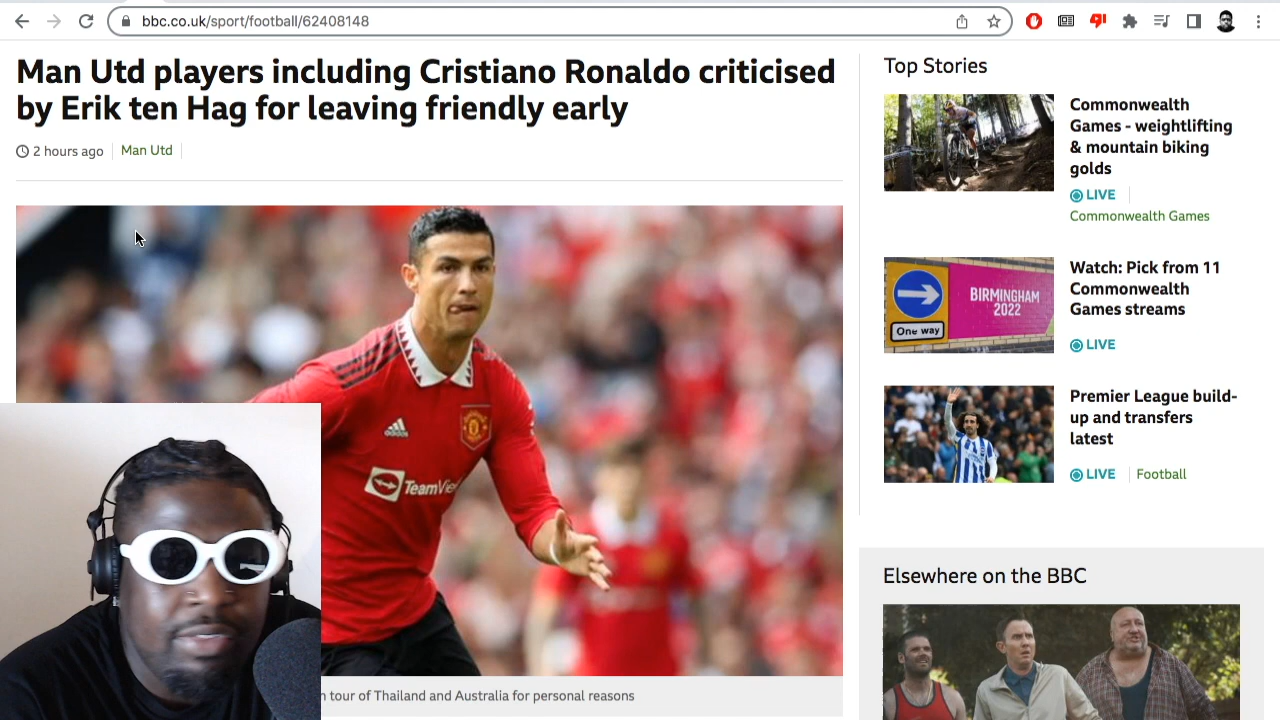 bbc.co.uk/sport/football/62408148
Man Utd players including Cristiano Ronaldo criticised
by Erik ten Hag for leaving friendly early
2 hours ago
Man Utd
adidas
TeamView
tour of Thailand and Australia for personal reasons
Top Stories
Commonwealth
Games - weightlifting
& mountain biking
golds
LIVE
Commonwealth Games
Watch: Pick from 11
Commonwealth
Games streams
LIVE
BIRMINGHAM
2022
One way
Premier League build-
up and transfers
latest
LIVE
Football
Elsewhere on the BBC